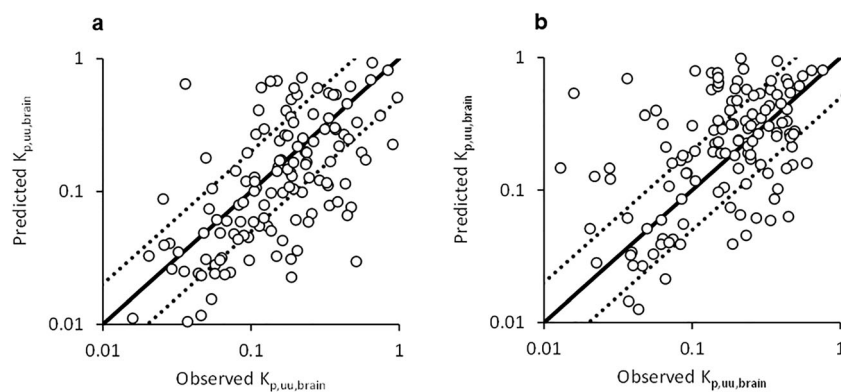 a
1
0.1
0.01
0.01 0.1 1
Predicted Kp,uu,brain
Observed Kp,uu,brain
b
1
0.1
0.01
0.01 0.1 1
Predicted Kp,uu,brain
Observed Kp,uu,brain